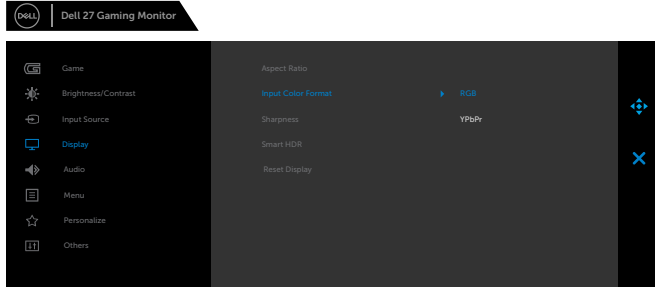 DELL
Dell 27 Gaming Monitor
Game
Brightness/Contrast
Input Source
Display
Audio
Menu
Personalize
Others
Aspect Ratio
Input Color Format
Sharpness
Smart HDR
Reset Display
RGB
YPbPr